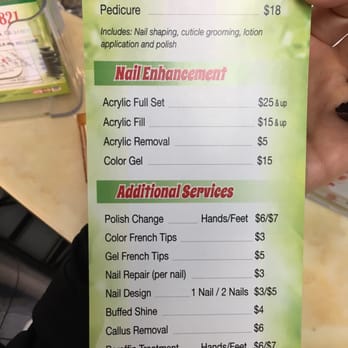 821
Pedicure $18
Includes: Nail shaping, cuticle grooming, lotion
application and polish
Nail Enhancement
Acrylic Full Set $25 & up
Acrylic Fill $15 & up
Acrylic Removal $5
Color Gel $15
Additional Services
Polish Change Hands/Feet $6/$7
Color French Tips $3
Gel French Tips $5
Nail Repair (per nail) $3
Nail Design 1 Nail / 2 Nails $3/$5
Buffed Shine $4
Callus Removal $6
Paraffin Treatment Hands/Feet $6/$7